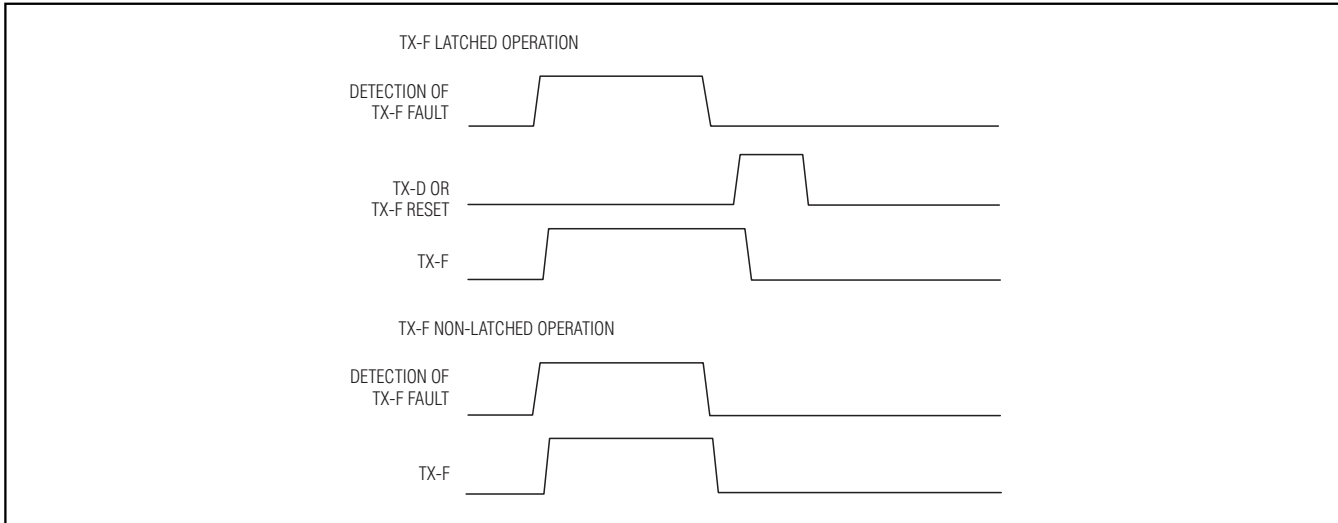 TX-F LATCHED OPERATION
DETECTION OF
TX-F FAULT
TX-D OR
TX-F RESET
TX-F
TX-F NON-LATCHED OPERATION
DETECTION OF
TX-F FAULT
TX-F